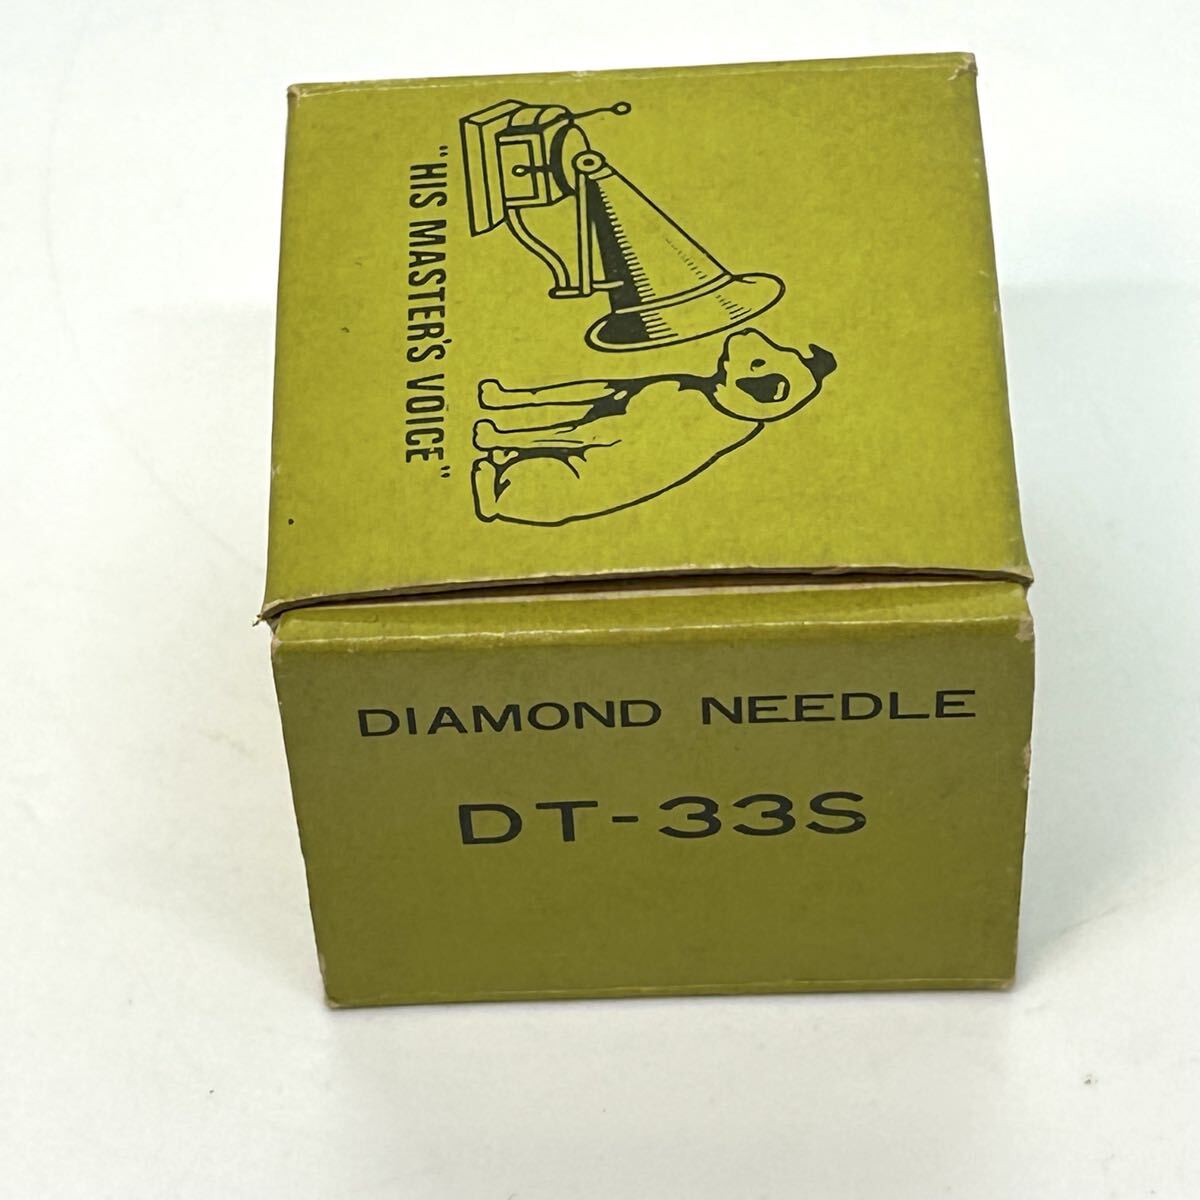 "HIS MASTER'S VOICE"
DIAMOND NEEDLE
DT-33S